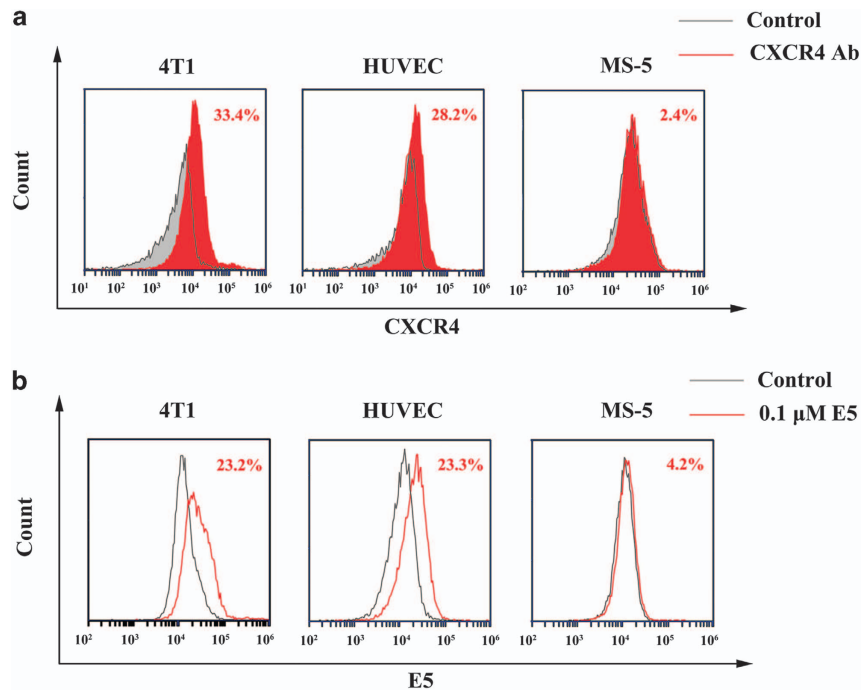 a
Control
CXCR4 Ab
4T1
HUVEC
MS-5
33.4%
28.2%
2.4%
Count
10¹ 10² 10³ 10⁴ 10⁵ 10⁶
10¹ 10² 10³ 10⁴ 10⁵ 10⁶
10² 10³ 10⁴ 10⁵ 10⁶
CXCR4
b
Control
0.1 μM E5
4T1
HUVEC
MS-5
23.2%
23.3%
4.2%
Count
10² 10³ 10⁴ 10⁵ 10⁶
10² 10³ 10⁴ 10⁵ 10⁶
10² 10³ 10⁴ 10⁵ 10⁶
E5